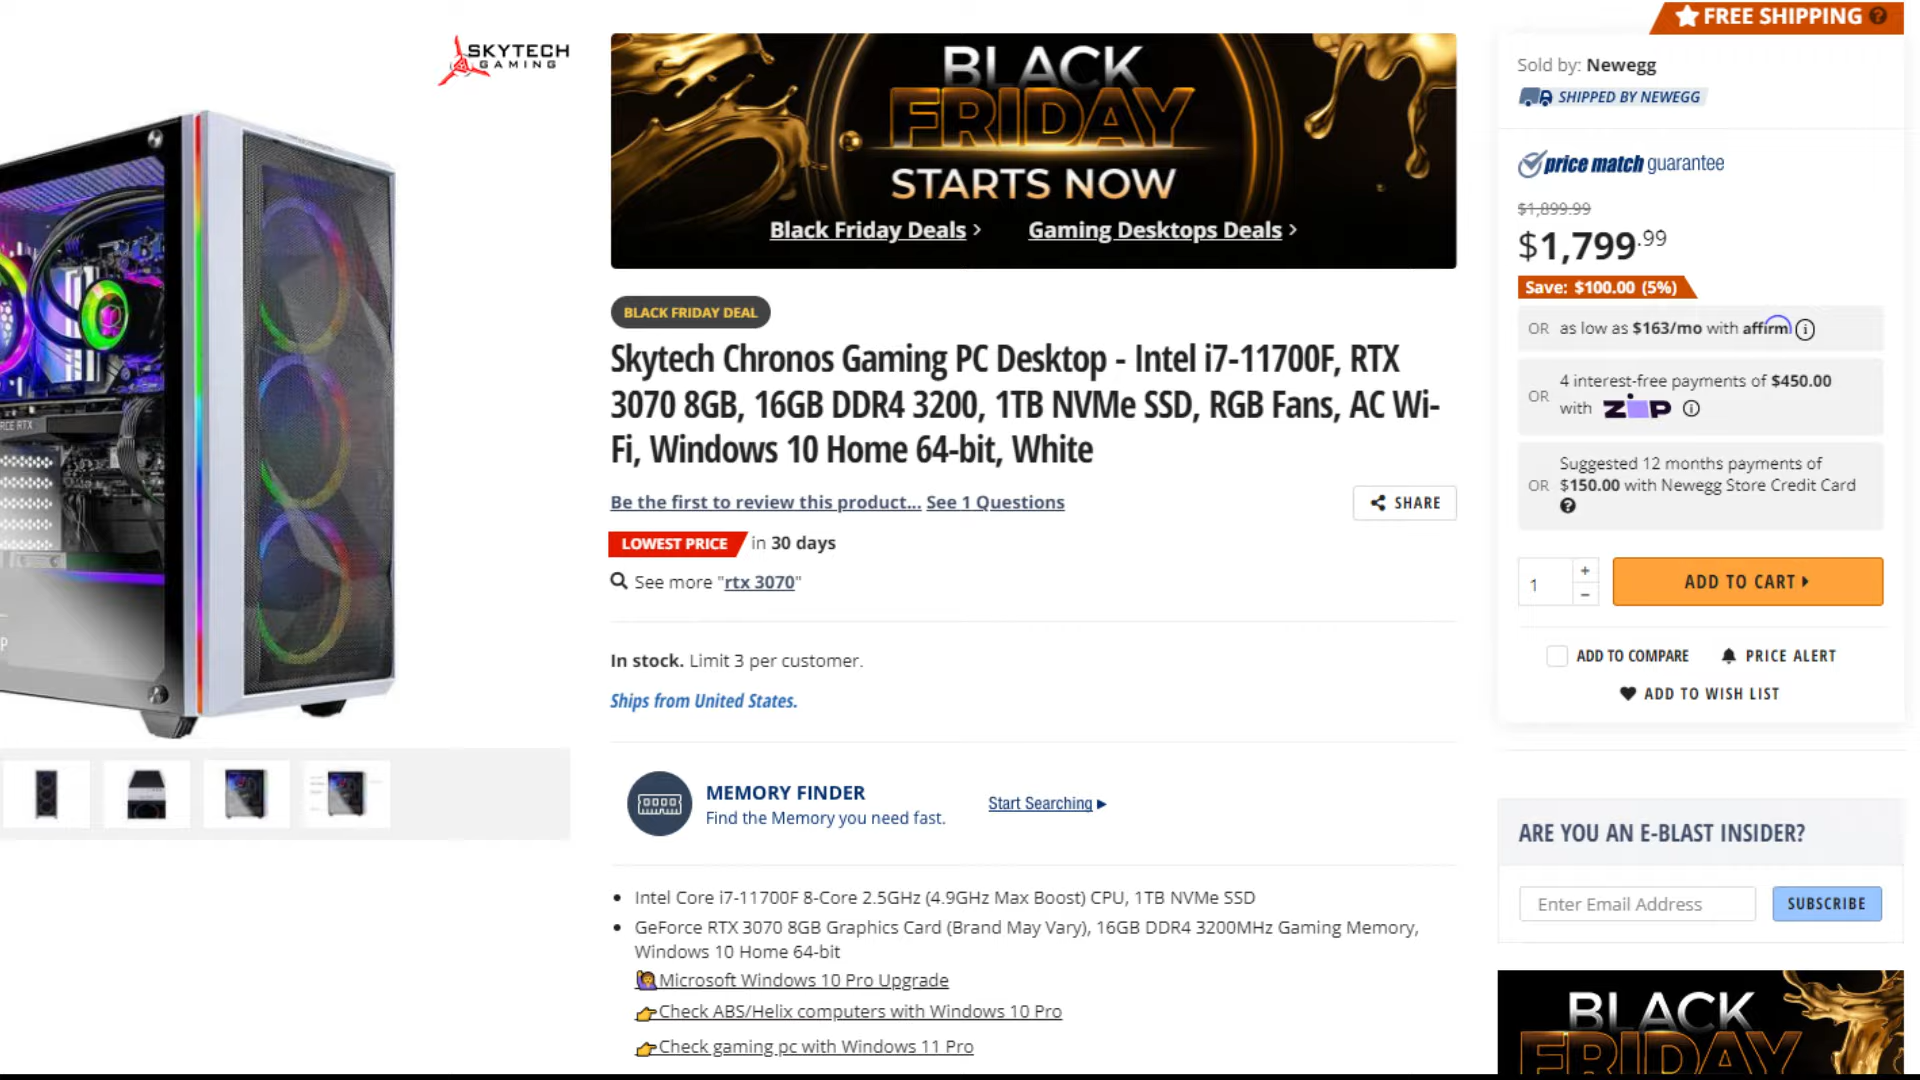 SKYTECH
GAMING
BLACK
FRIDAY
STARTS NOW
Black Friday Deals › Gaming Desktops Deals ›
BLACK FRIDAY DEAL
Skytech Chronos Gaming PC Desktop - Intel i7-11700F, RTX
3070 8GB, 16GB DDR4 3200, 1TB NVMe SSD, RGB Fans, AC Wi-
Fi, Windows 10 Home 64-bit, White
Be the first to review this product... See 1 Questions
SHARE
LOWEST PRICE in 30 days
See more "rtx 3070"
In stock. Limit 3 per customer.
Ships from United States.
MEMORY FINDER
Find the Memory you need fast.
Start Searching
Intel Core i7-11700F 8-Core 2.5GHz (4.9GHz Max Boost) CPU, 1TB NVMe SSD
GeForce RTX 3070 8GB Graphics Card (Brand May Vary), 16GB DDR4 3200MHz Gaming Memory,
Windows 10 Home 64-bit
Microsoft Windows 10 Pro Upgrade
Check ABS/Helix computers with Windows 10 Pro
Check gaming pc with Windows 11 Pro
FREE SHIPPING
Sold by: Newegg
SHIPPED BY NEWEGG
price match guarantee
$1,899.99
$1,799.99
Save: $100.00 (5%)
OR as low as $163/mo with affirm
OR 4 interest-free payments of $450.00
with ZIP
OR Suggested 12 months payments of
$150.00 with Newegg Store Credit Card
1
+
−
ADD TO CART
ADD TO COMPARE
PRICE ALERT
ADD TO WISH LIST
ARE YOU AN E-BLAST INSIDER?
Enter Email Address
SUBSCRIBE
BLACK
FRIDAY